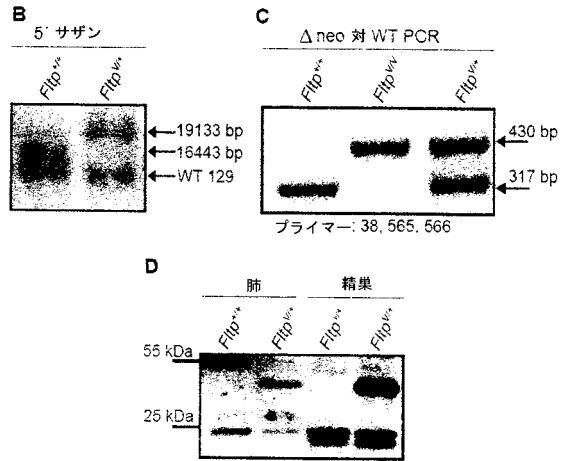 B
5' サザン
Fltp+/+
FltpV/+
19133 bp
16443 bp
WT 129
C
Δ neo 対 WT PCR
Fltp+/+
FltpV/V
FltpV/+
430 bp
317 bp
プライマー: 38, 565, 566
D
肺
精巣
Fltp+/+
FltpV/+
Fltp+/+
FltpV/+
55 kDa
25 kDa